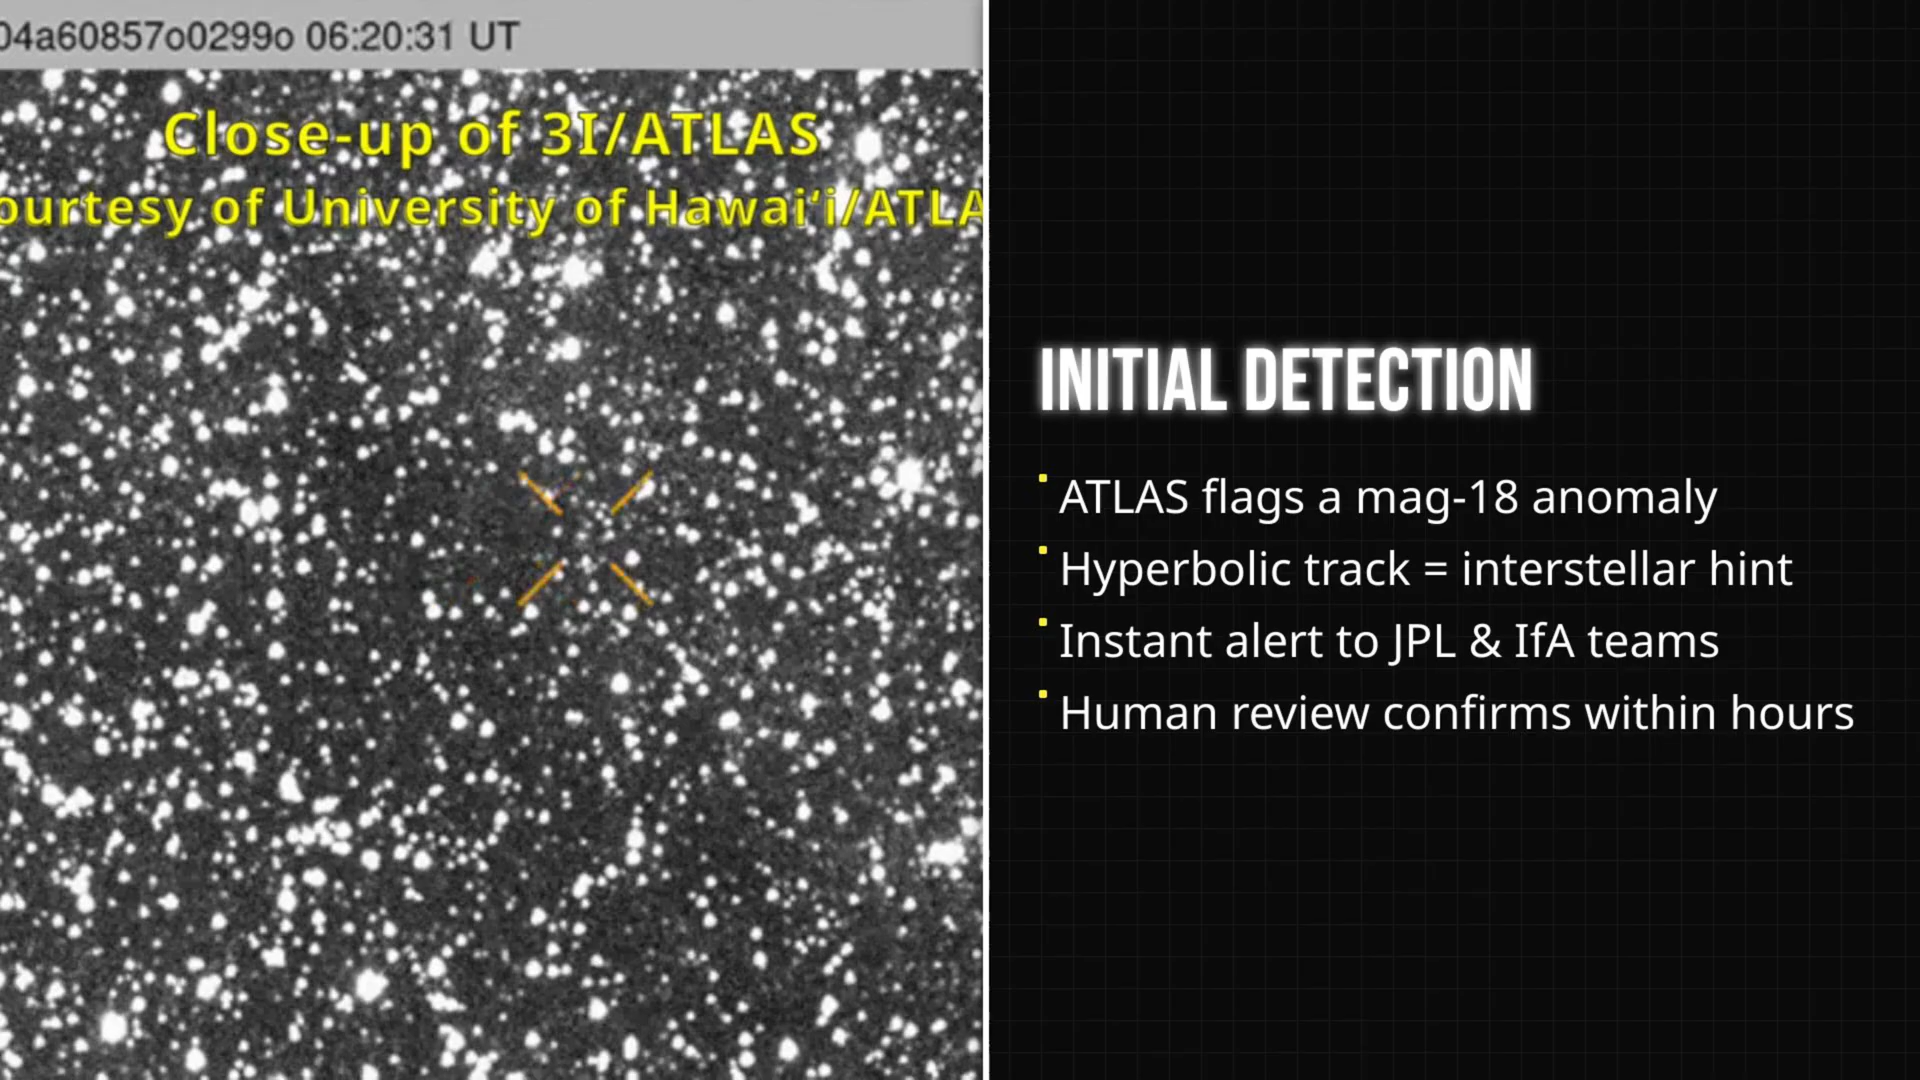 04a60857o0299o 06:20:31 UT
Close-up of 3I/ATLAS
ourtesy of University of Hawaiʻi/ATLA
INITIAL DETECTION
ATLAS flags a mag-18 anomaly
Hyperbolic track = interstellar hint
Instant alert to JPL & IfA teams
Human review confirms within hours